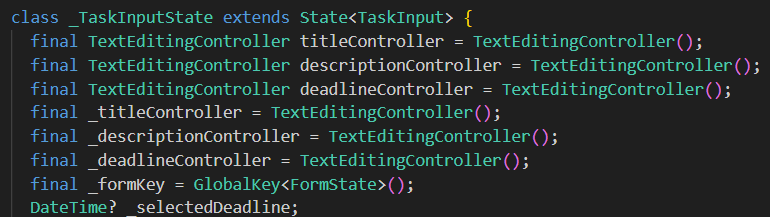 class _TaskInputState extends State<TaskInput> {
final TextEditingController titleController = TextEditingController();
final TextEditingController descriptionController = TextEditingController();
final TextEditingController deadlineController = TextEditingController();
final _titleController = TextEditingController();
final _descriptionController = TextEditingController();
final _deadlineController = TextEditingController();
final _formKey = GlobalKey<FormState>();
DateTime? _selectedDeadline;